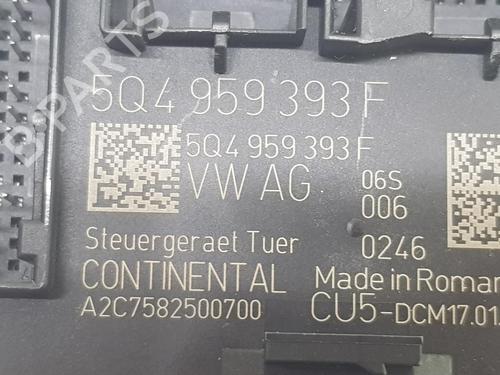 5Q4 959 393 F
5Q4 959 393 F
VW AG 06S
006
Steuergeraet Tuer 0246
CONTINENTAL Made in Roman
A2C7582500700 CU5-DCM17.01.